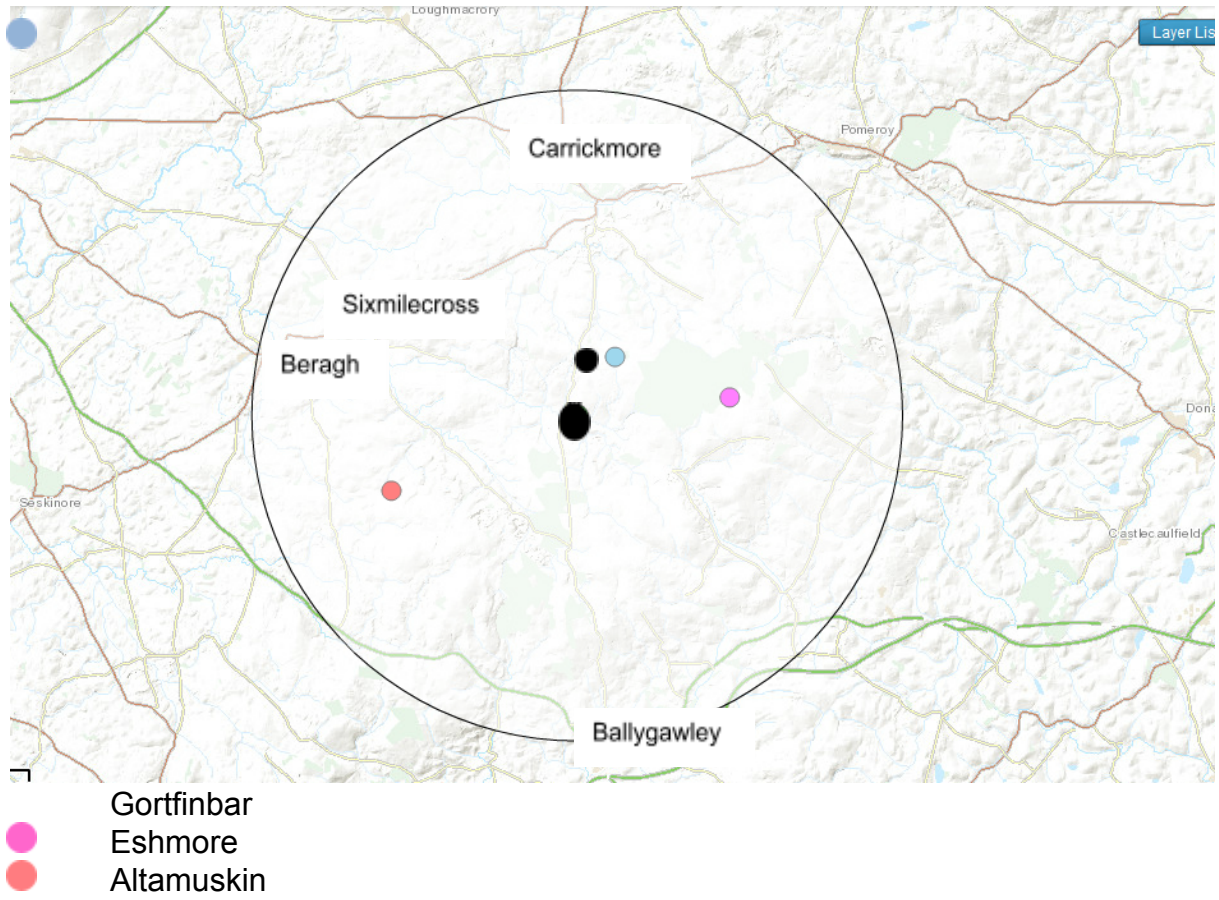 Loughmacrory
Layer Lis
Pomeroy
Carrickmore
Sixmilecross
Beragh
Dona
Seskinore
Castlecaulfield
Ballygawley
Gortfinbar
Eshmore
Altamuskin